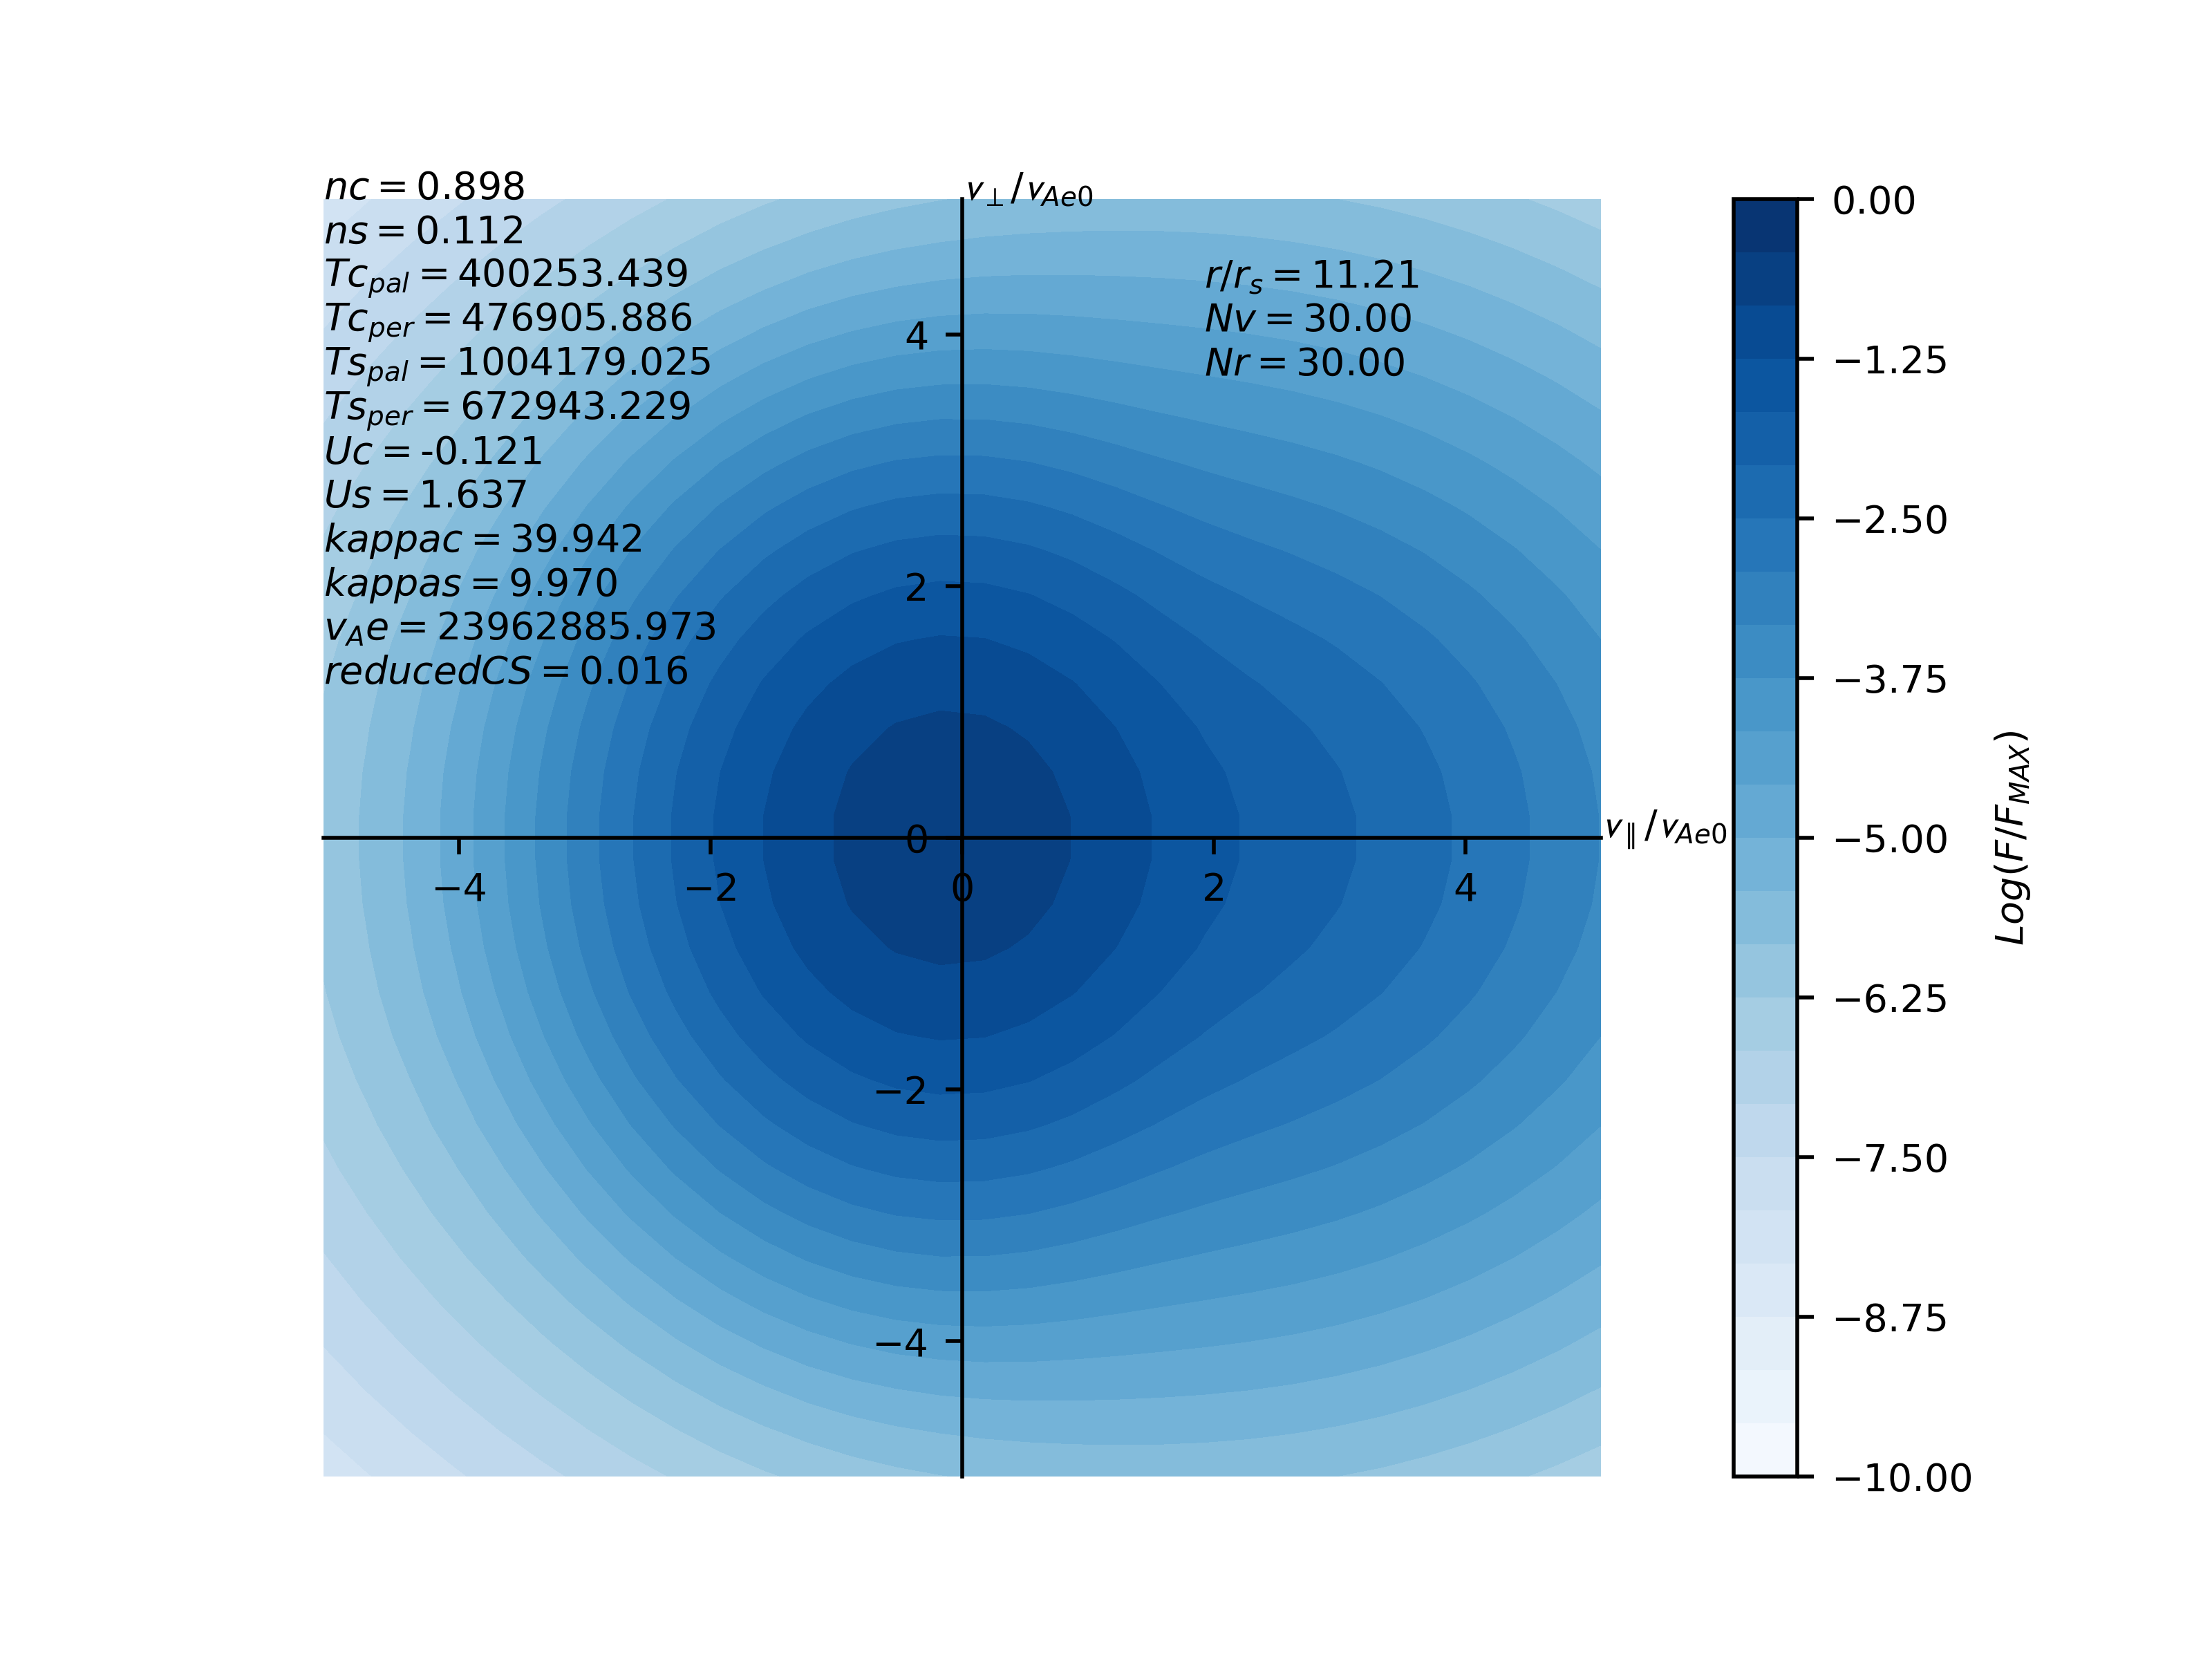 nc = 0.898
ns = 0.112
Tc_pal = 400253.439
Tc_per = 476905.886
Ts_pal = 1004179.025
Ts_per = 672943.229
Uc = -0.121
Us = 1.637
kappac = 39.942
kappas = 9.970
v_Ae = 23962885.973
reducedCS = 0.016
v_⊥/v_Ae0
r/r_s = 11.21
Nv = 30.00
Nr = 30.00
4
2
0
−2
−4
−4
−2
0
2
4
v_∥/v_Ae0
0.00
−1.25
−2.50
−3.75
−5.00
−6.25
−7.50
−8.75
−10.00
Log(F/F_MAX)